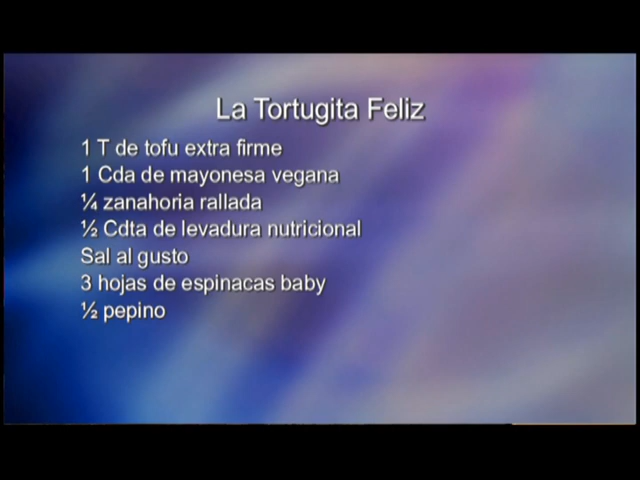 La Tortugita Feliz
1 T de tofu extra firme
1 Cda de mayonesa vegana
¼ zanahoria rallada
½ Cdta de levadura nutricional
Sal al gusto
3 hojas de espinacas baby
½ pepino